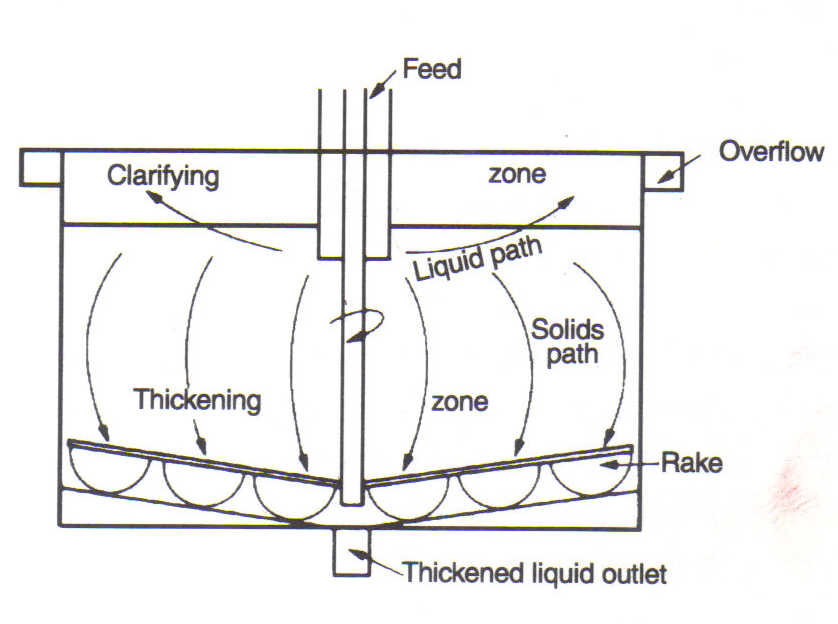 Feed
Overflow
Clarifying zone
Liquid path
Solids
path
Thickening zone
Rake
Thickened liquid outlet